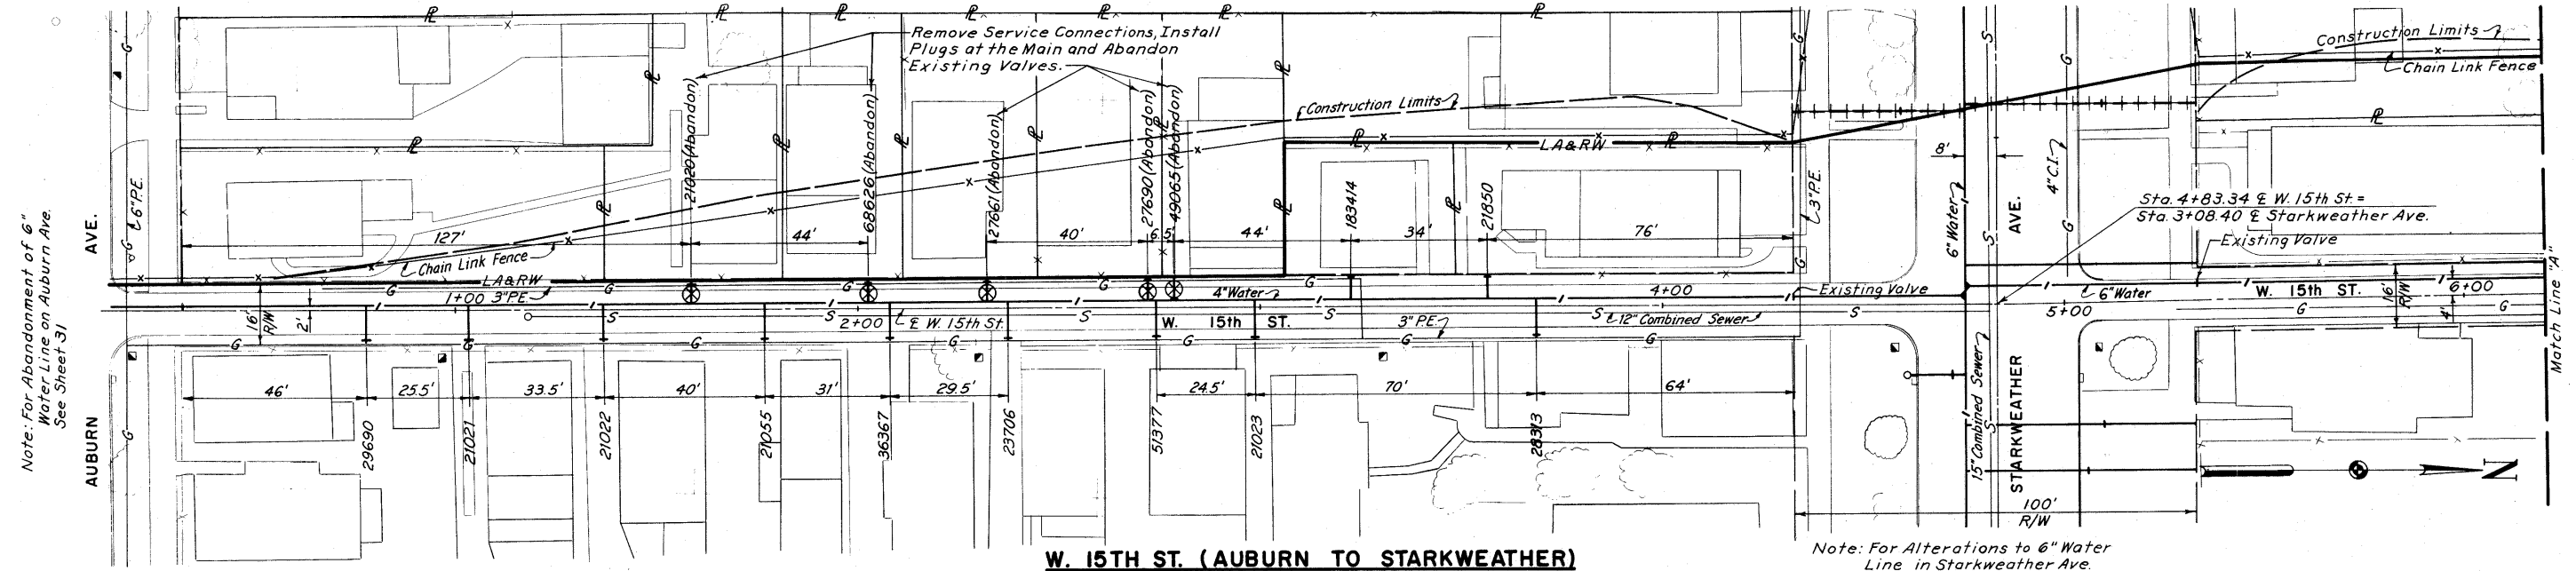 Note: For Abandonment of 6"
Water Line on Auburn Ave.
See Sheet 31
AUBURN AVE.
G
6" P.E.
Remove Service Connections, Install
Plugs at the Main and Abandon
Existing Valves.
21020 (Abandon)
68626 (Abandon)
27661 (Abandon)
27690 (Abandon)
49065 (Abandon)
Construction Limits
LA & RW
183414
21850
127'
44'
40'
6.5'
44'
34'
76'
Chain Link Fence
LA & RW
1+00 3" P.E.
4" Water
4+00
Existing Valve
16'
R/W
2'
2+00 ℄ W. 15th St.
W. 15th ST.
3" P.E.
℄ 12" Combined Sewer
46'
25.5'
33.5'
40'
31'
29.5'
24.5'
70'
64'
29690
21021
21022
21055
36367
23706
51377
21023
28313
3" P.E.
8'
6" Water
4" C.I.
STARKWEATHER AVE.
15" Combined Sewer
Construction Limits
Chain Link Fence
Sta. 4+83.34 ℄ W. 15th St. =
Sta. 3+08.40 ℄ Starkweather Ave.
Existing Valve
6" Water
W. 15th ST.
16'
R/W
6+00
5+00
4'
Match Line "A"
N
100'
R/W
W. 15TH ST. (AUBURN TO STARKWEATHER)
Note: For Alterations to 6" Water
Line in Starkweather Ave.